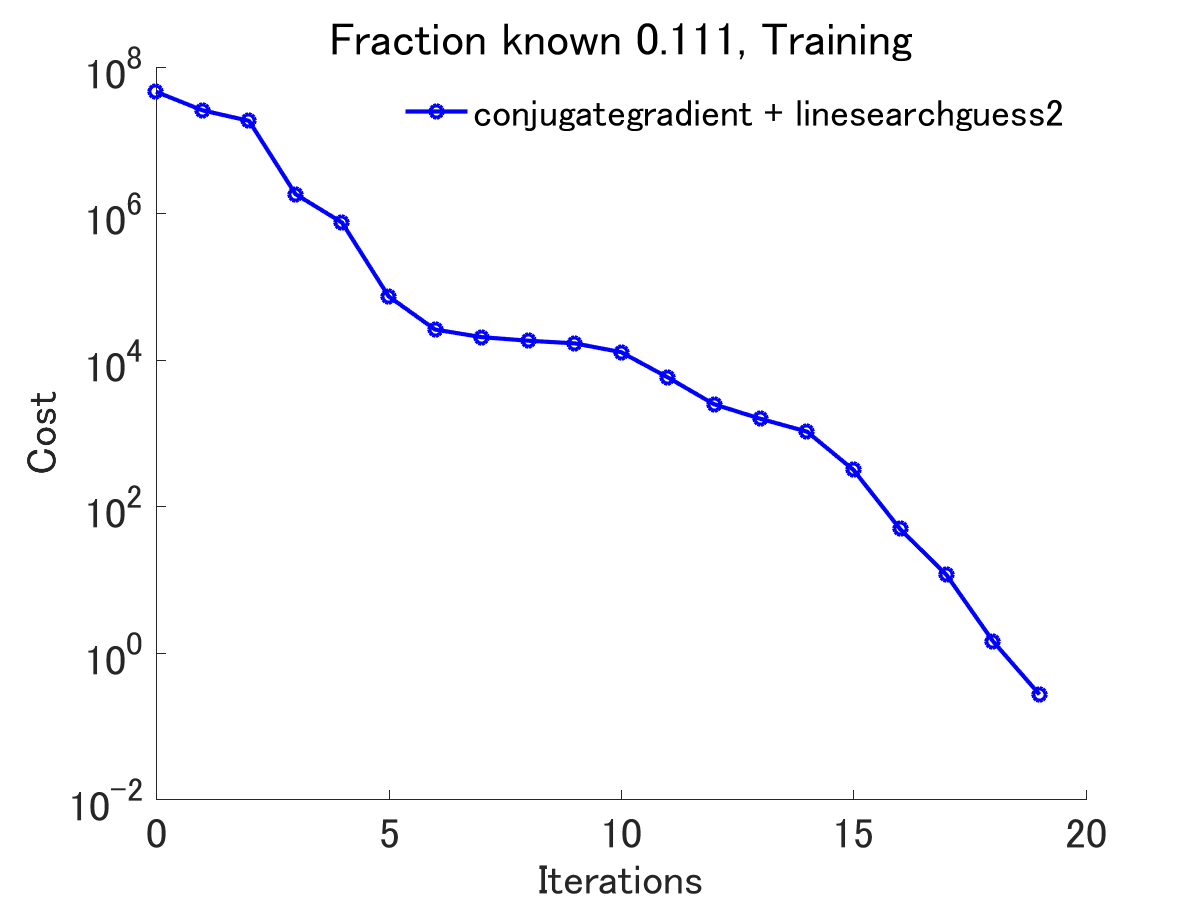 Fraction known 0.111, Training
conjugategradient + linesearchguess2
10^8
10^6
10^4
10^2
10^0
10^-2
Cost
0 5 10 15 20
Iterations